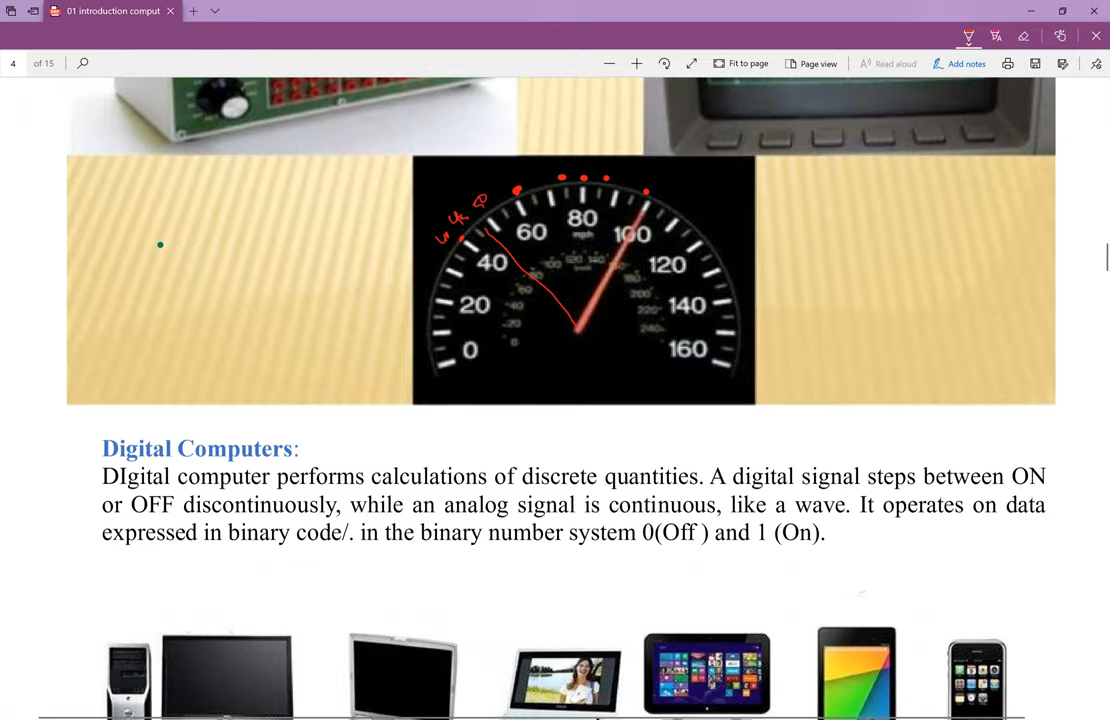 01 introduction comput
4 of 15
Fit to page
Page view
Read aloud
Add notes
40 45 50
0 20 40 60 80 100 120 140 160
mph
Digital Computers:
DIgital computer performs calculations of discrete quantities. A digital signal steps between ON
or OFF discontinuously, while an analog signal is continuous, like a wave. It operates on data
expressed in binary code/. in the binary number system 0(Off ) and 1 (On).